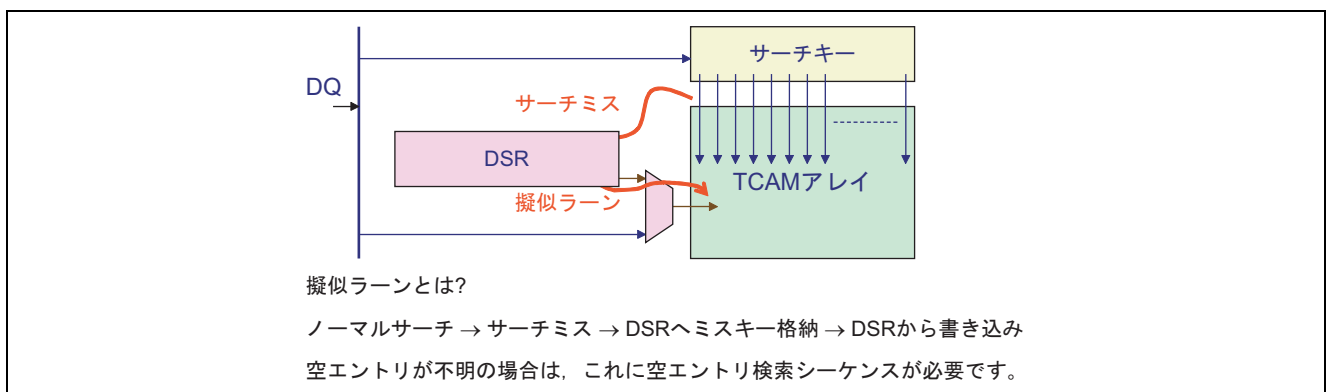 サーチキー
DQ
サーチミス
DSR
TCAMアレイ
擬似ラーン
擬似ラーンとは?
ノーマルサーチ → サーチミス → DSRへミスキー格納 → DSRから書き込み
空エントリが不明の場合は，これに空エントリ検索シーケンスが必要です。